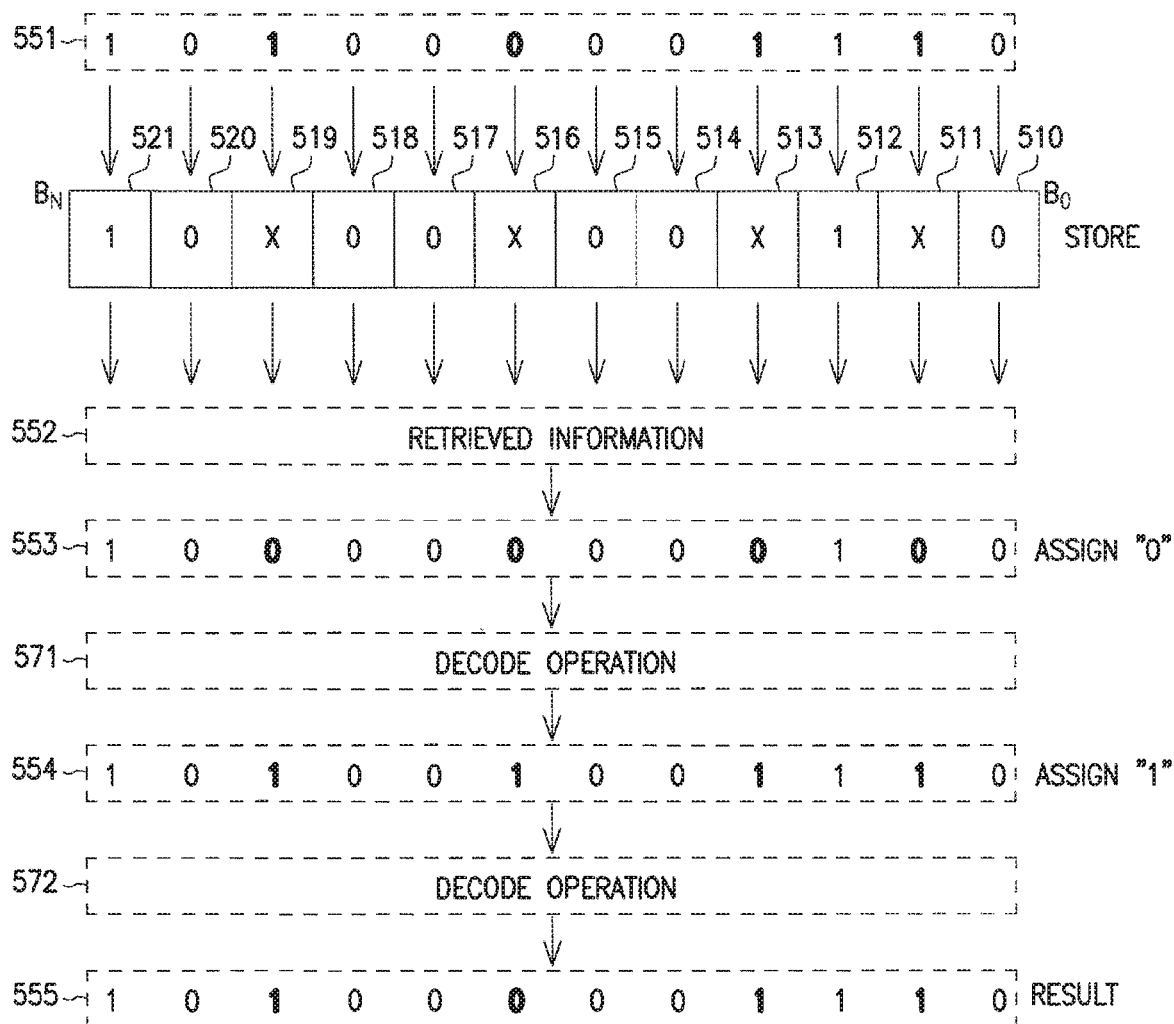 551 1 0 1 0 0 0 0 0 1 1 1 0
521 520 519 518 517 516 515 514 513 512 511 510
BN 1 0 X 0 0 X 0 0 X 1 X 0 B0 STORE
552 RETRIEVED INFORMATION
553 1 0 0 0 0 0 0 0 0 1 0 0 ASSIGN "0"
571 DECODE OPERATION
554 1 0 1 0 0 1 0 0 1 1 1 0 ASSIGN "1"
572 DECODE OPERATION
555 1 0 1 0 0 0 0 0 1 1 1 0 RESULT